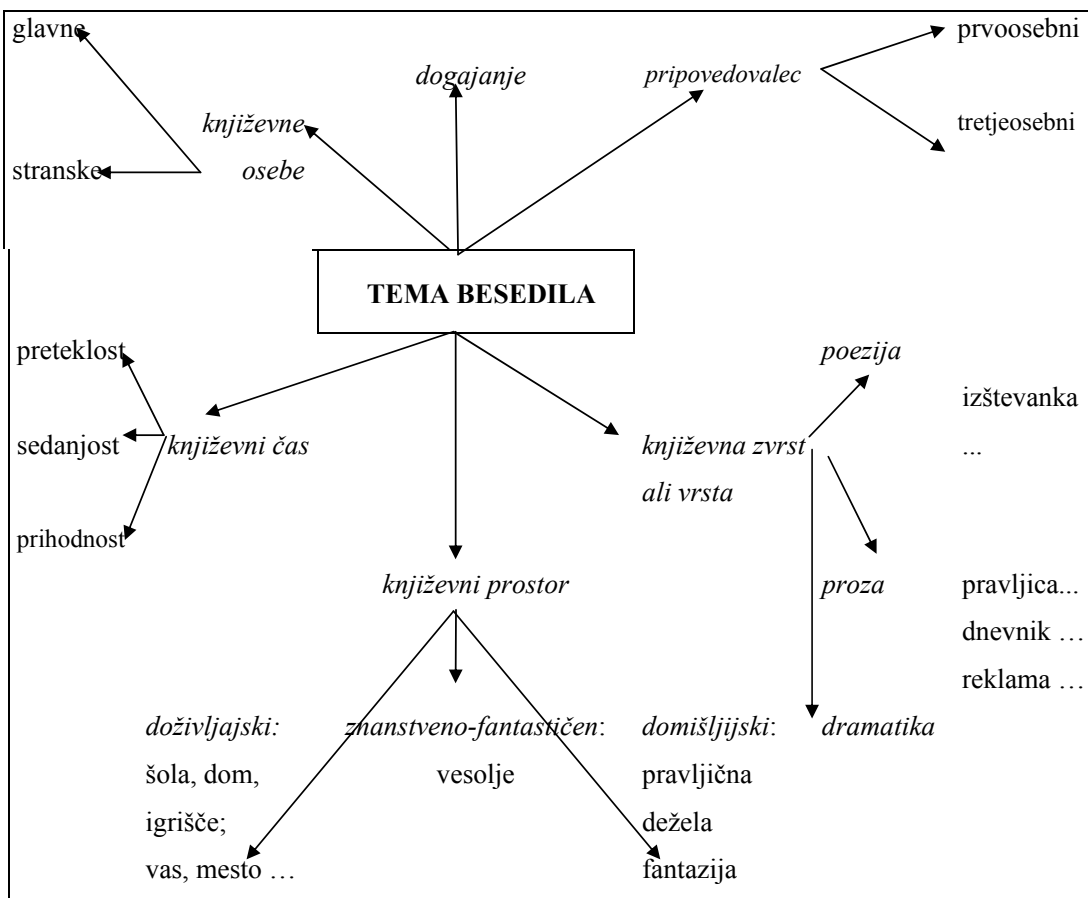 glavne
prvoosebni
dogajanje
pripovedovalec
književne
osebe
tretjeosebni
stranske
TEMA BESEDILA
preteklost
poezija
izštevanka
sedanjost
književni čas
književna zvrst
ali vrsta
...
prihodnost
književni prostor
proza
pravljica...
dnevnik …
reklama …
doživljajski:
šola, dom,
igrišče;
vas, mesto …
znanstveno-fantastičen:
vesolje
domišljijski:
pravljična
dežela
fantazija
dramatika